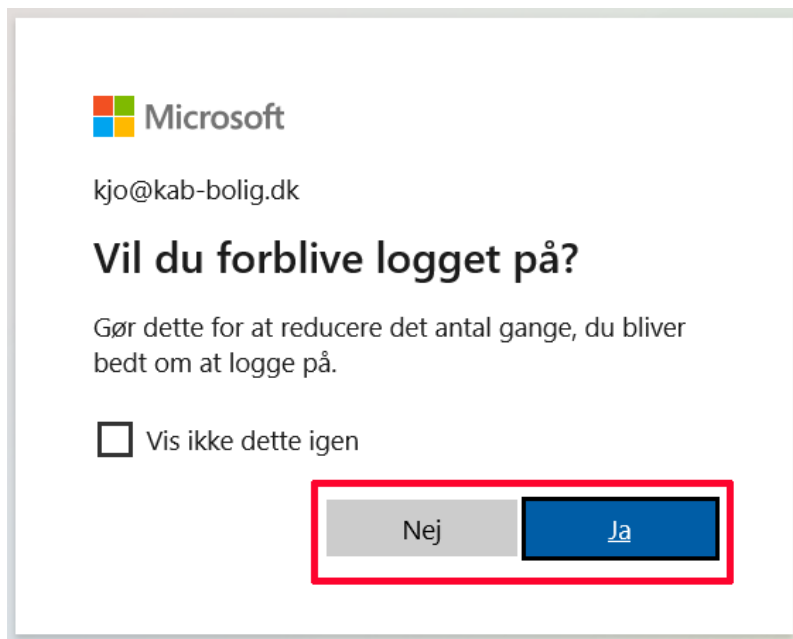 Microsoft
kjo@kab-bolig.dk
Vil du forblive logget på?
Gør dette for at reducere det antal gange, du bliver
bedt om at logge på.
Vis ikke dette igen
Nej
Ja